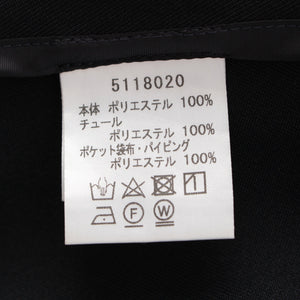 5118020
本体 ポリエステル 100%
チュール
ポリエステル 100%
ポケット袋布・パイピング
ポリエステル 100%
1
F W